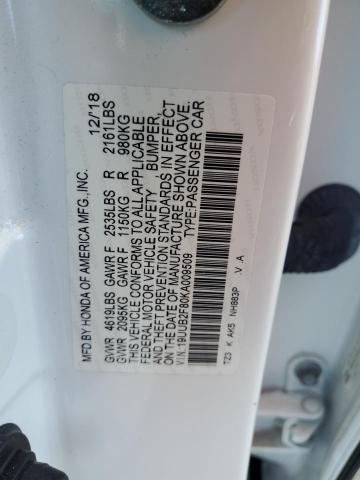 MFD.BY HONDA OF AMERICA MFG.,INC. 12/18
GVWR 4619LBS GAWR F 2535LBS R 2161LBS
GVWR 2095KG GAWR F 1150KG R 980KG
THIS VEHICLE CONFORMS TO ALL APPLICABLE
FEDERAL MOTOR VEHICLE SAFETY BUMPER,
AND THEFT PREVENTION STANDARDS IN EFFECT
ON THE DATE OF MANUFACTURE SHOWN ABOVE.
V.I.N.:19UUB2F80KA009509 TYPE:PASSENGER CAR
TZ3 K AK5 NH883P .V .A